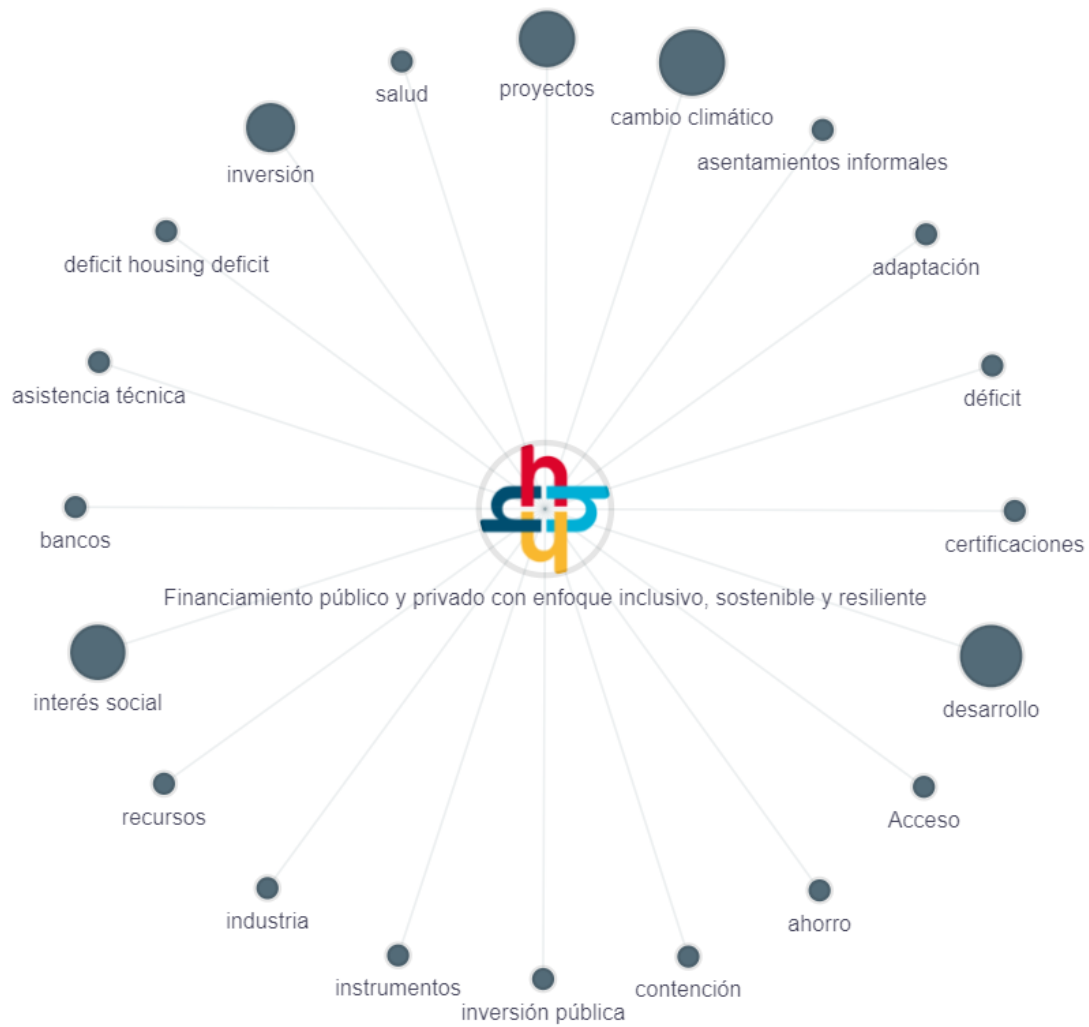 proyectos
salud
cambio climático
asentamientos informales
inversión
deficit housing deficit
adaptación
asistencia técnica
déficit
bancos
certificaciones
Financiamiento público y privado con enfoque inclusivo, sostenible y resiliente
interés social
desarrollo
recursos
Acceso
industria
ahorro
instrumentos
contención
inversión pública